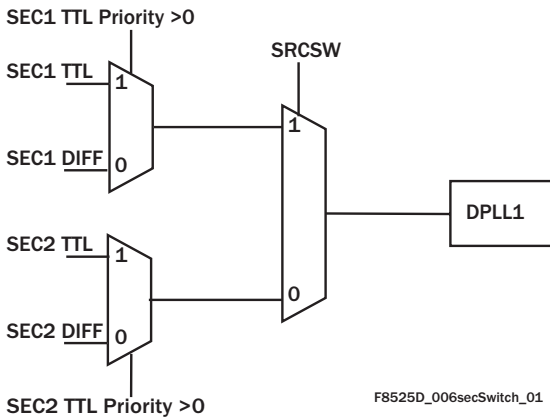 SEC1 TTL Priority >0
SEC1 TTL
1
SEC1 DIFF
0
SRCSW
1
0
DPLL1
SEC2 TTL
1
SEC2 DIFF
0
SEC2 TTL Priority >0
F8525D_006secSwitch_01